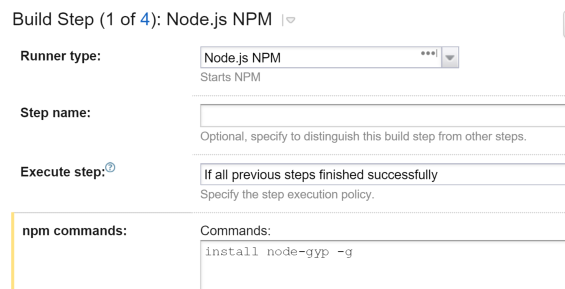 Build Step (1 of 4): Node.js NPM
Runner type:
Node.js NPM
Starts NPM
Step name:
Optional, specify to distinguish this build step from other steps.
Execute step:
If all previous steps finished successfully
Specify the step execution policy.
npm commands:
Commands:
install node-gyp -g